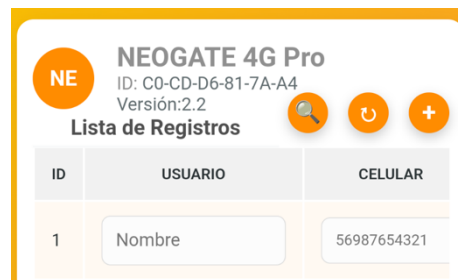 NE
NEOGATE 4G Pro
ID: C0-CD-D6-81-7A-A4
Versión:2.2
Lista de Registros
ID USUARIO CELULAR
1 Nombre 56987654321